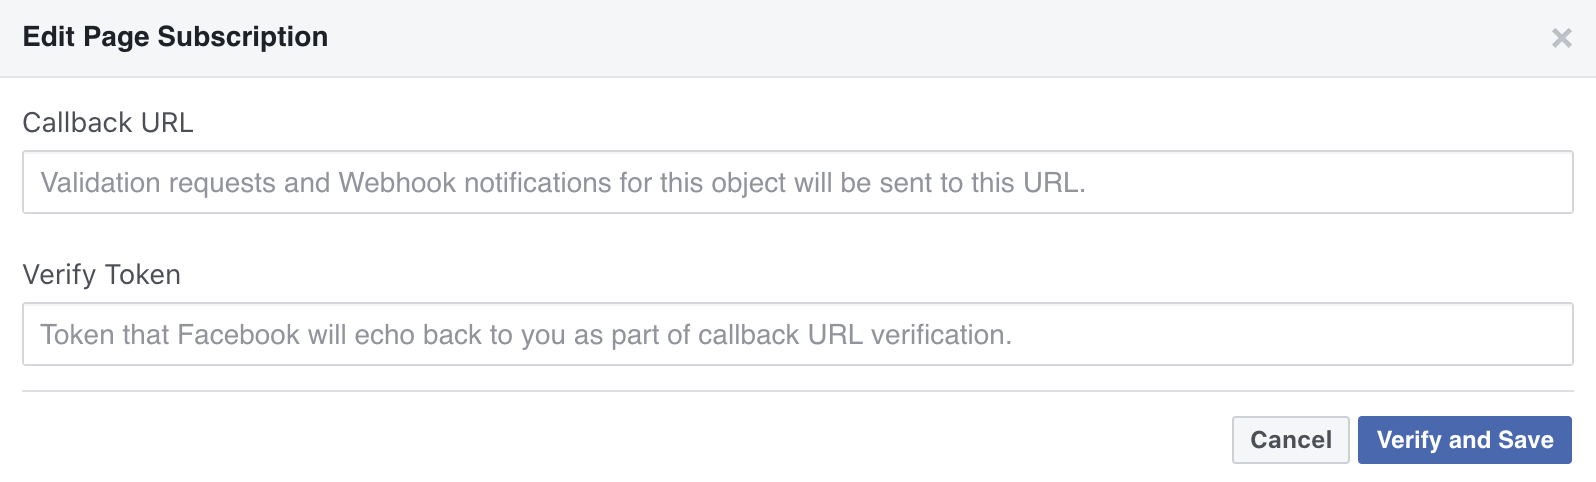 Edit Page Subscription
Callback URL
Validation requests and Webhook notifications for this object will be sent to this URL.
Verify Token
Token that Facebook will echo back to you as part of callback URL verification.
Cancel Verify and Save